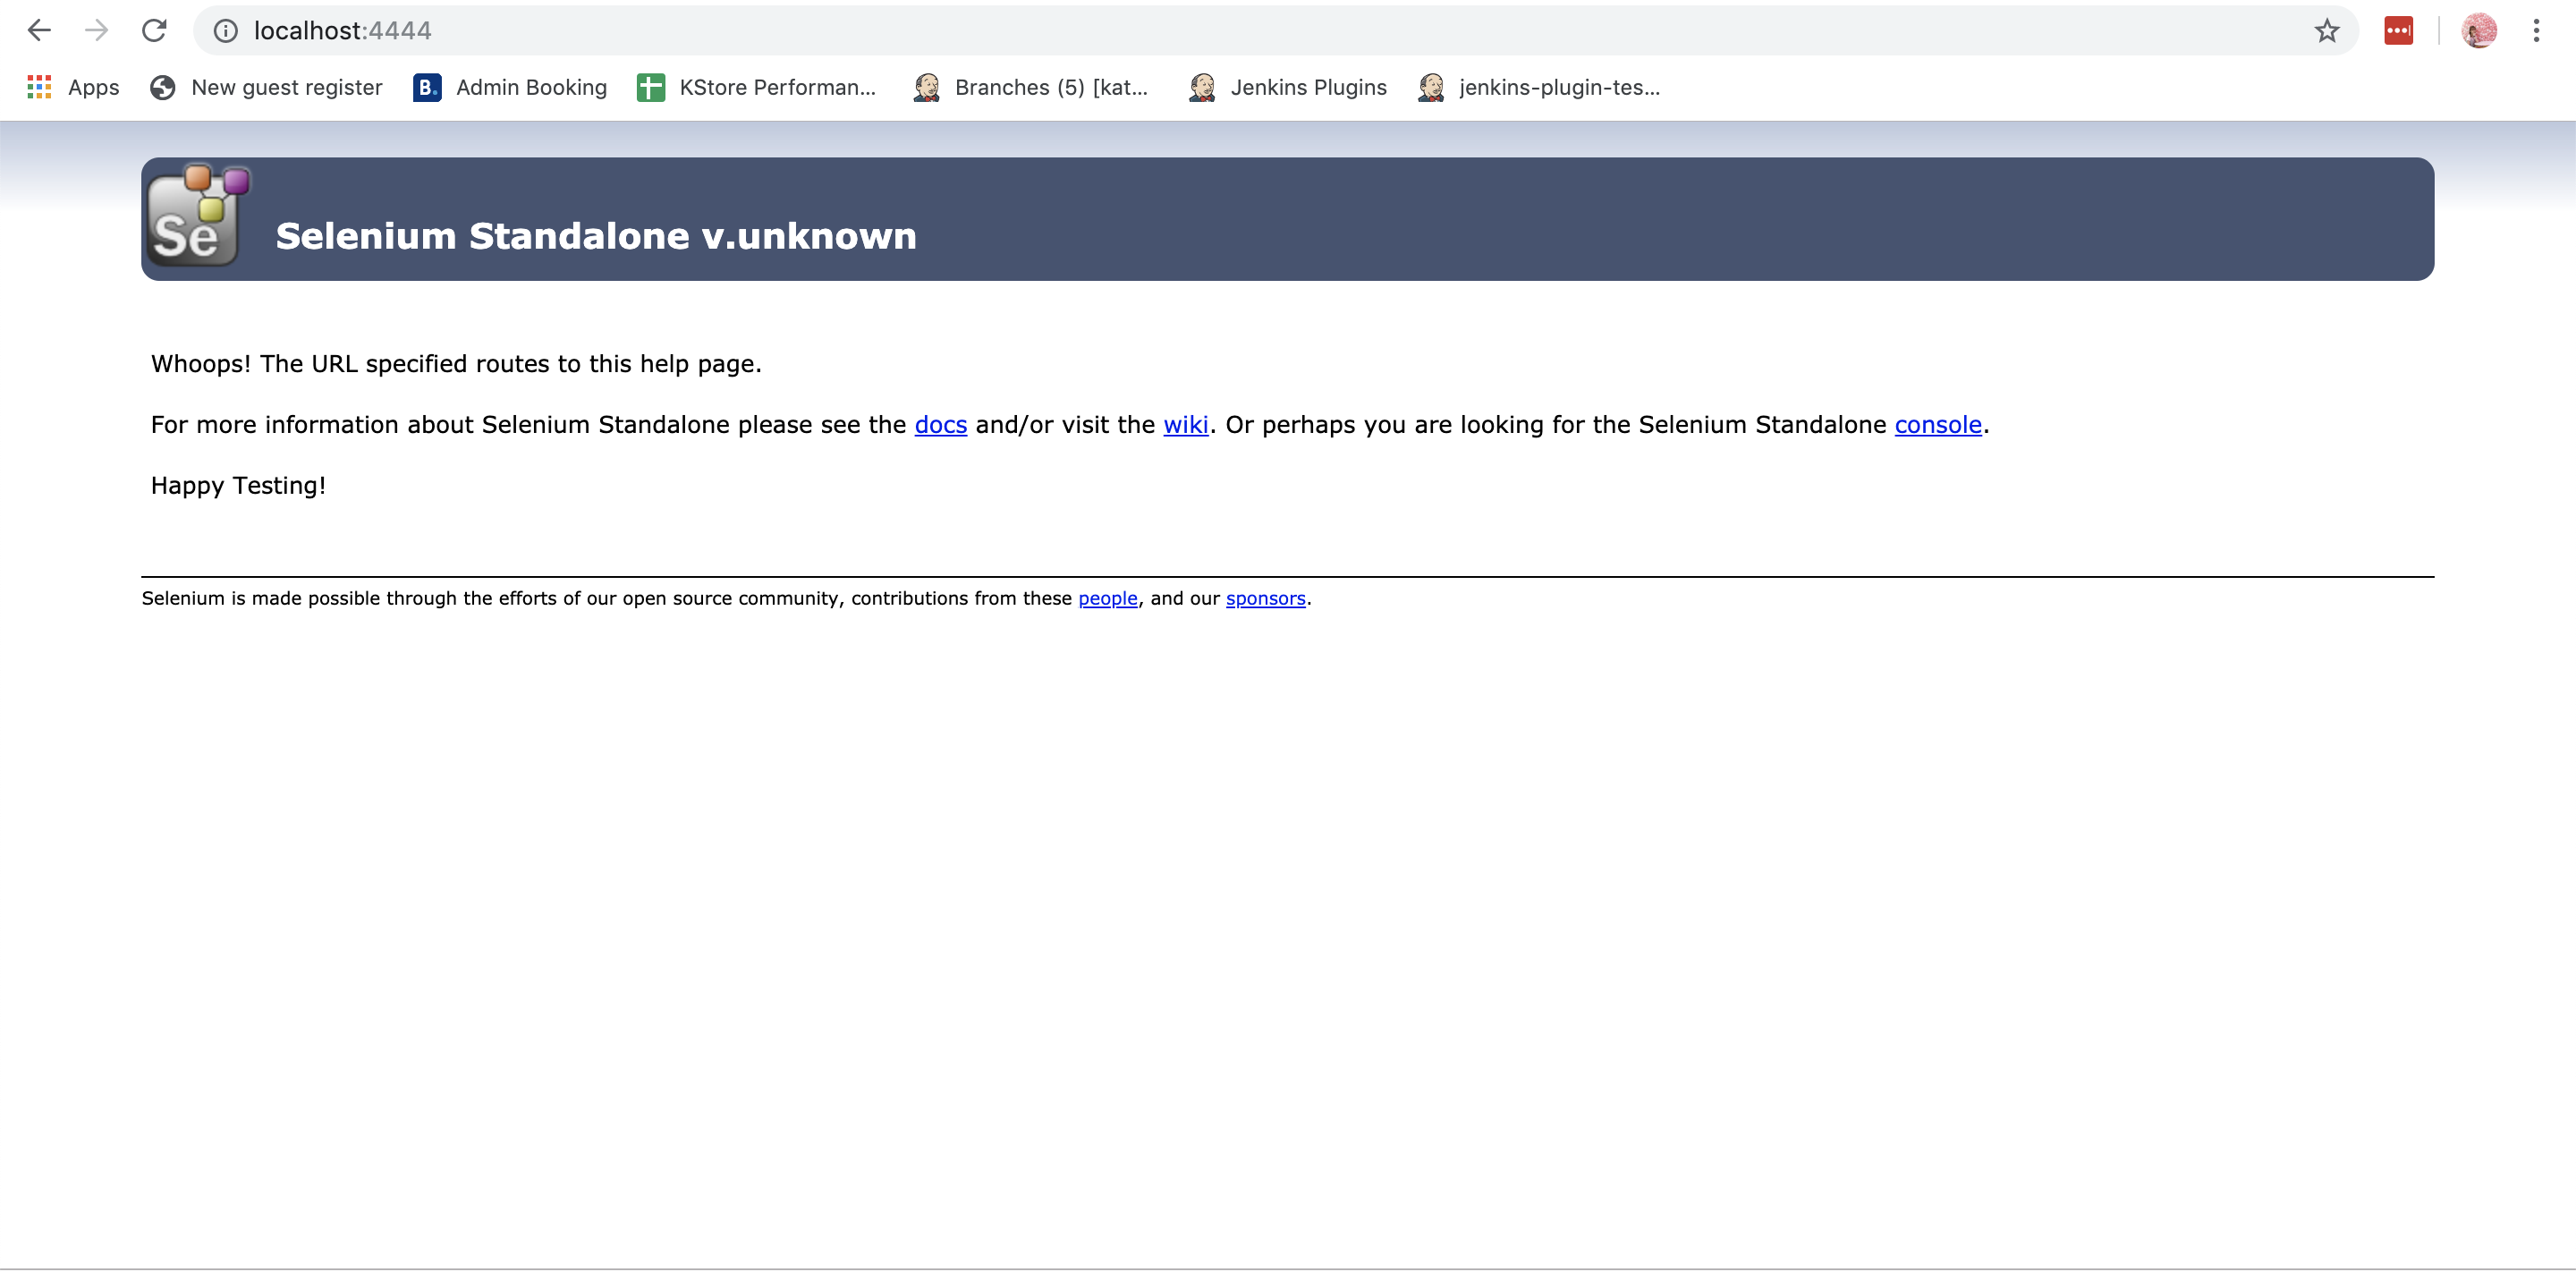 localhost:4444
Apps New guest register B. Admin Booking KStore Performan... Branches (5) [kat... Jenkins Plugins jenkins-plugin-tes...
Se Selenium Standalone v.unknown
Whoops! The URL specified routes to this help page.
For more information about Selenium Standalone please see the docs and/or visit the wiki. Or perhaps you are looking for the Selenium Standalone console.
Happy Testing!
Selenium is made possible through the efforts of our open source community, contributions from these people, and our sponsors.